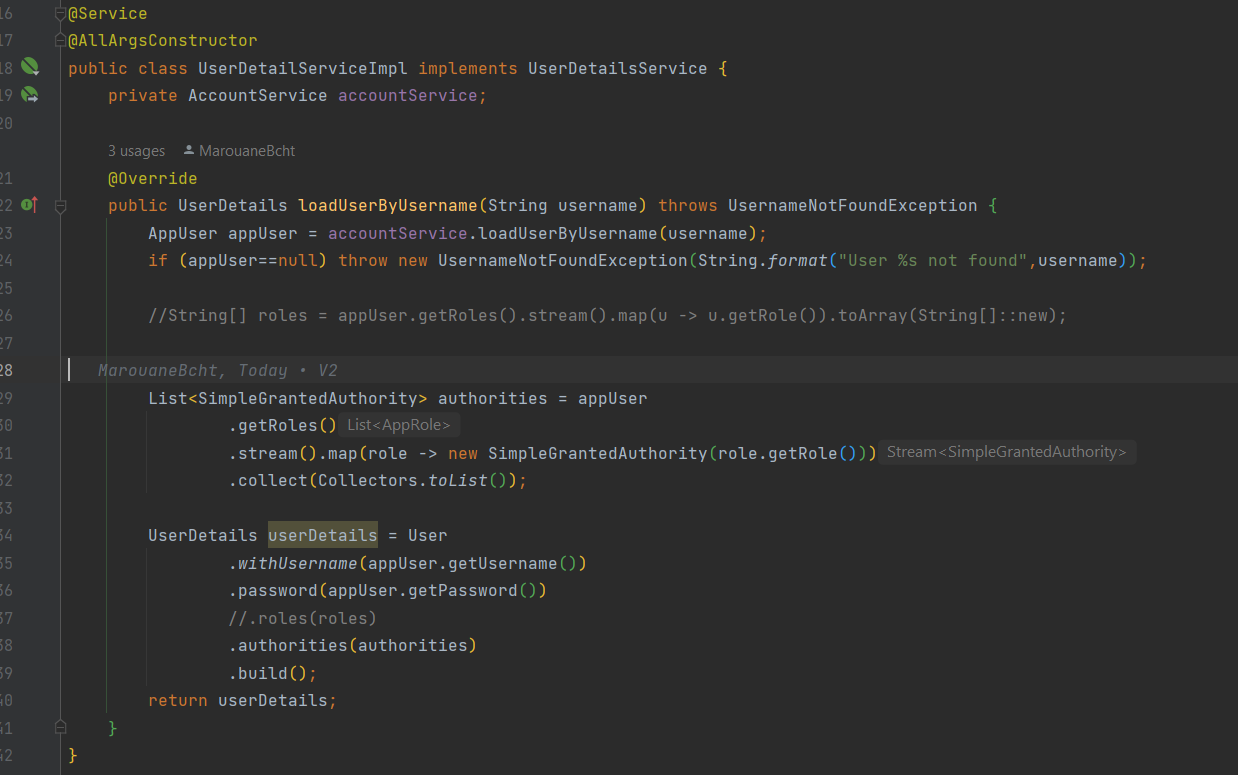 16 @Service
17 @AllArgsConstructor
18 public class UserDetailServiceImpl implements UserDetailsService {
19 private AccountService accountService;
20
3 usages MarouaneBcht
21 @Override
22 public UserDetails loadUserByUsername(String username) throws UsernameNotFoundException {
23 AppUser appUser = accountService.loadUserByUsername(username);
24 if (appUser==null) throw new UsernameNotFoundException(String.format("User %s not found",username));
25
26 //String[] roles = appUser.getRoles().stream().map(u -> u.getRole()).toArray(String[]::new);
27
28 MarouaneBcht, Today • V2
29 List<SimpleGrantedAuthority> authorities = appUser
30 .getRoles() List<AppRole>
31 .stream().map(role -> new SimpleGrantedAuthority(role.getRole())) Stream<SimpleGrantedAuthority>
32 .collect(Collectors.toList());
33
34 UserDetails userDetails = User
35 .withUsername(appUser.getUsername())
36 .password(appUser.getPassword())
37 //.roles(roles)
38 .authorities(authorities)
39 .build();
40 return userDetails;
41 }
42 }